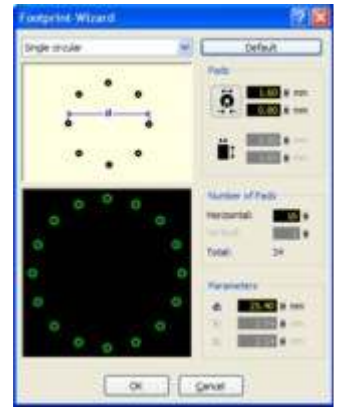 Footprint-Wizard
Single circular
Default
Pads
d
1.60 mm
0.80 mm
Number of Pads
Horizontal: 16
Vertical:
Total:
Parameters
d: 25.40 mm
OK
Cancel